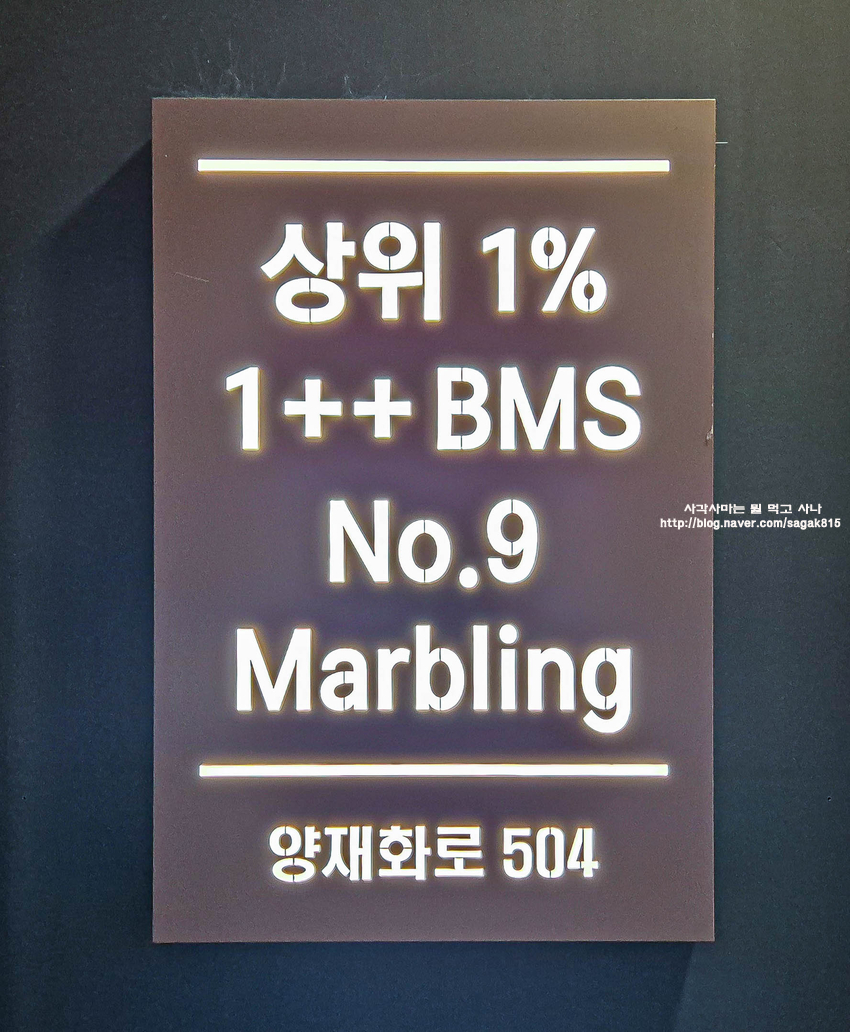 상위 1%
1++ BMS
No.9
Marbling
양재화로 504
사각사마는 뭘 먹고 사나
http://blog.naver.com/sagak815